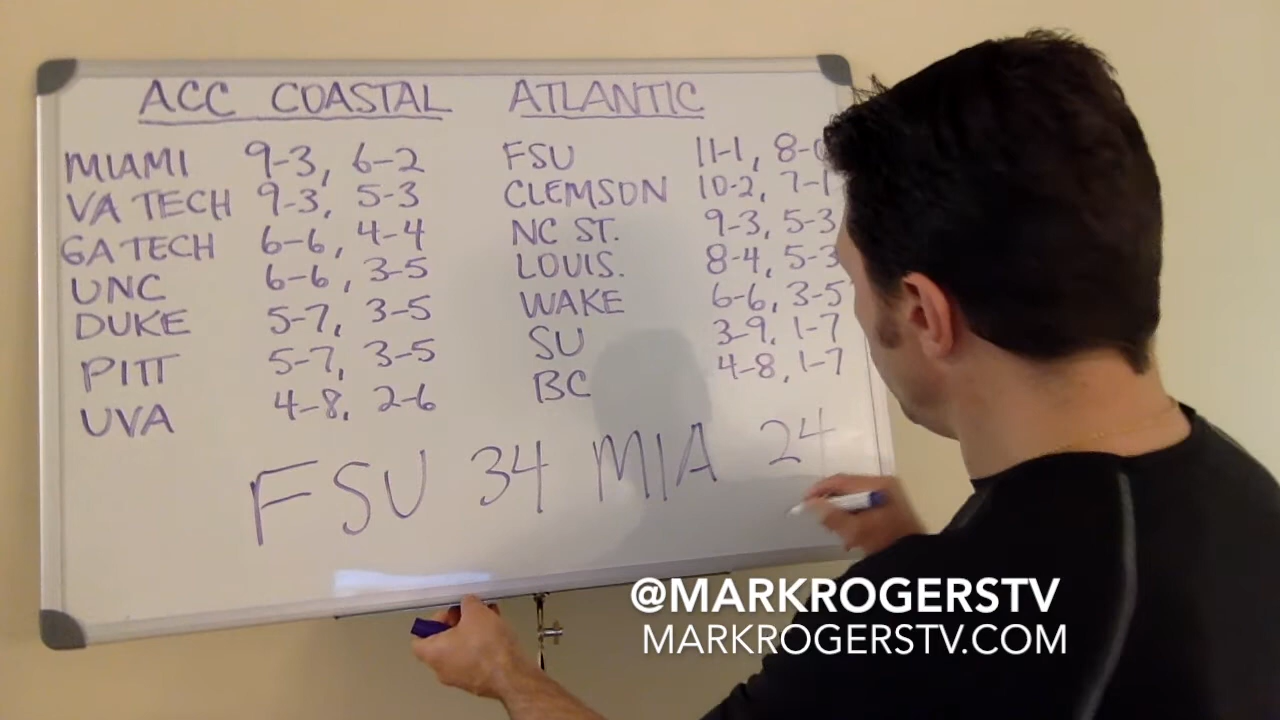 ACC COASTAL ATLANTIC
MIAMI 9-3, 6-2 FSU 11-1, 8-0
VA TECH 9-3, 5-3 CLEMSON 10-2, 7-1
GA TECH 6-6, 4-4 NC ST. 9-3, 5-3
UNC 6-6, 3-5 LOUIS. 8-4, 5-3
DUKE 5-7, 3-5 WAKE 6-6, 3-5
PITT 5-7, 3-5 SU 3-9, 1-7
UVA 4-8, 2-6 BC 4-8, 1-7
FSU 34 MIA 24
@MARKROGERSTV
MARKROGERSTV.COM